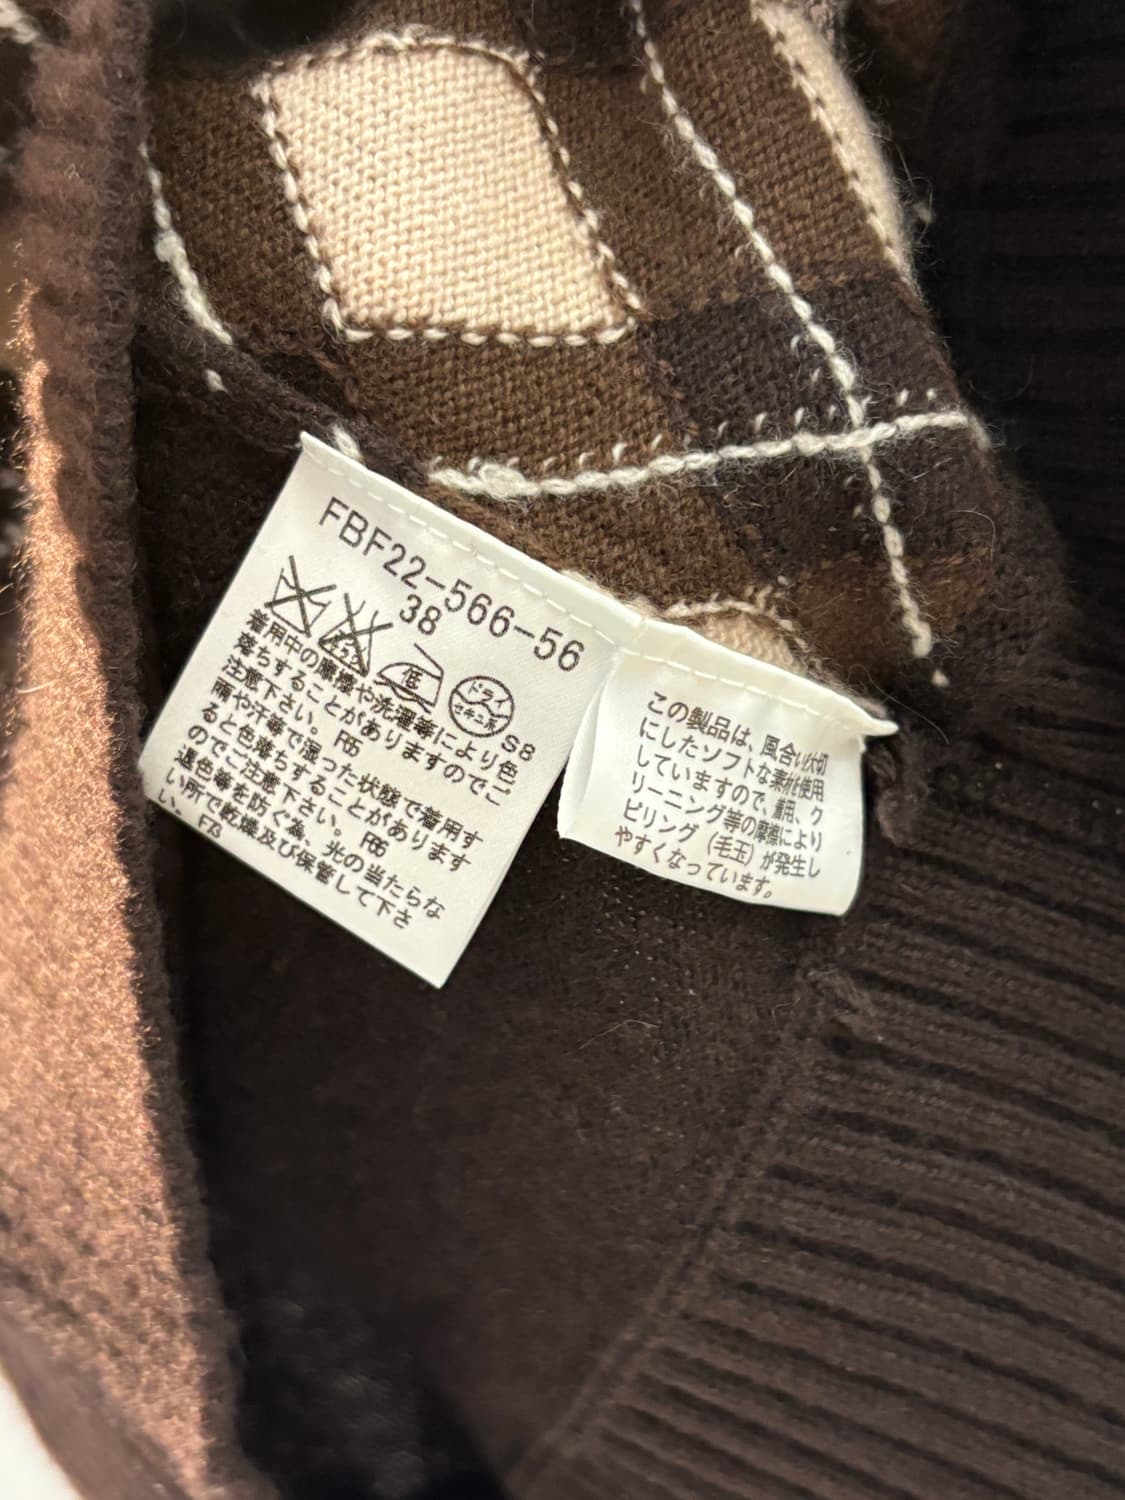 FBF22-566-56
38
エンソ
サラシ
低
ドライ
セキユ系
S8
着用中の摩擦や洗濯等により色
落ちすることがありますのでご
注意下さい。 F65
雨や汗等で湿った状態で着用す
ると色落ちすることがあります
のでご注意下さい。 F66
退色等を防ぐ為、光の当たらな
い所で乾燥及び保管して下さ
い。 F73
この製品は、風合いを大切
にしたソフトな素材を使用
していますので、着用、ク
リーニング等の摩擦により
ピリング（毛玉）が発生し
やすくなっています。